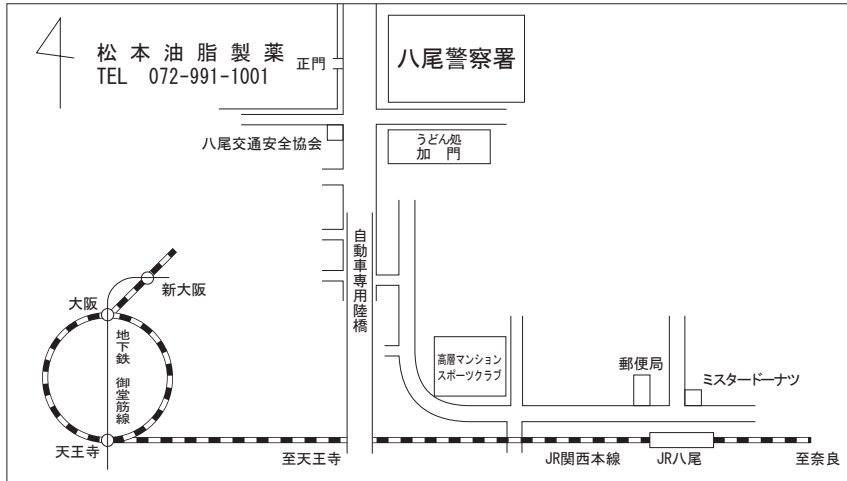 松本油脂製薬
TEL 072-991-1001
正門
八尾警察署
八尾交通安全協会
うどん処
加門
自動車専用陸橋
新大阪
大阪
地下鉄 御堂筋線
高層マンション
スポーツクラブ
郵便局
ミスタードーナツ
天王寺
至天王寺
JR関西本線
JR八尾
至奈良